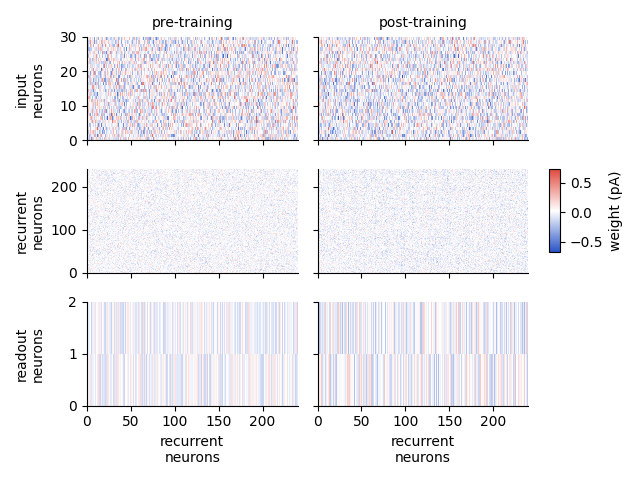 pre-training
post-training
30
20
10
0
input
neurons
200
100
0
recurrent
neurons
0.5
0.0
−0.5
weight (pA)
2
1
0
readout
neurons
0 50 100 150 200
0 50 100 150 200
recurrent
neurons
recurrent
neurons